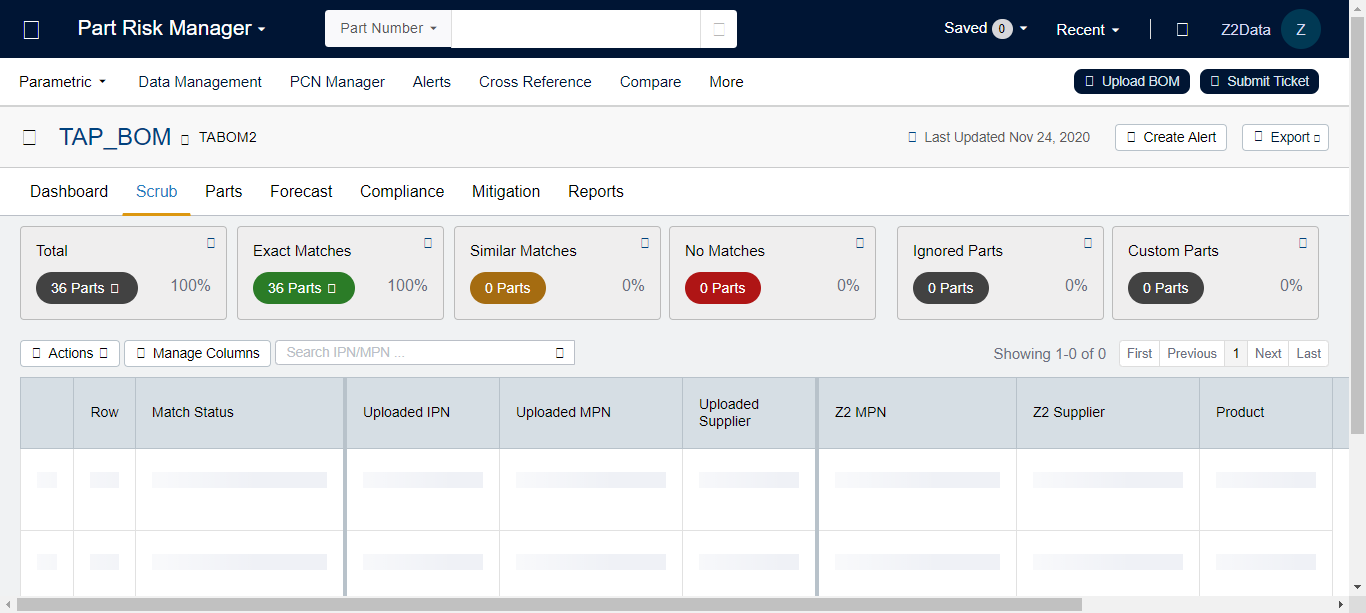 Part Risk Manager
Part Number
Saved 0
Recent
Z2Data
Z
Parametric
Data Management
PCN Manager
Alerts
Cross Reference
Compare
More
Upload BOM
Submit Ticket
TAP_BOM
TABOM2
Last Updated Nov 24, 2020
Create Alert
Export
Dashboard
Scrub
Parts
Forecast
Compliance
Mitigation
Reports
Total
36 Parts
100%
Exact Matches
36 Parts
100%
Similar Matches
0 Parts
0%
No Matches
0 Parts
0%
Ignored Parts
0 Parts
0%
Custom Parts
0 Parts
0%
Actions
Manage Columns
Search IPN/MPN ...
Showing 1-0 of 0
First
Previous
1
Next
Last
Row
Match Status
Uploaded IPN
Uploaded MPN
Uploaded
Supplier
Z2 MPN
Z2 Supplier
Product